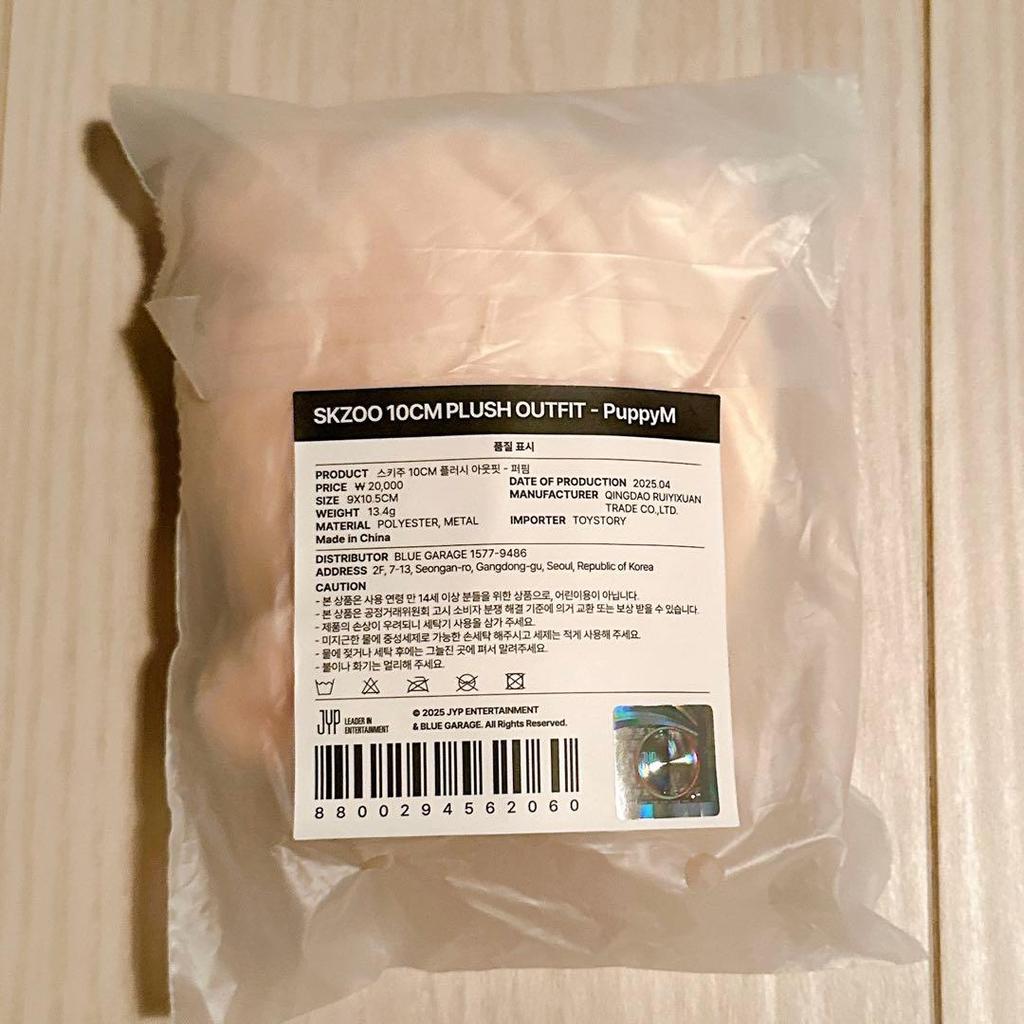 SKZOO 10CM PLUSH OUTFIT - PuppyM
품질 표시
PRODUCT 스키주 10CM 플러시 아웃핏 - 퍼핌
PRICE ₩ 20,000
SIZE 9X10.5CM
WEIGHT 13.4g
MATERIAL POLYESTER, METAL
Made in China
DATE OF PRODUCTION 2025.04
MANUFACTURER QINGDAO RUIYIXUAN
TRADE CO.,LTD.
IMPORTER TOYSTORY
DISTRIBUTOR BLUE GARAGE 1577-9486
ADDRESS 2F, 7-13, Seongan-ro, Gangdong-gu, Seoul, Republic of Korea
CAUTION
- 본 상품은 사용 연령 만 14세 이상 분들을 위한 상품으로, 어린이용이 아닙니다.
- 본 상품은 공정거래위원회 고시 소비자 분쟁 해결 기준에 의거 교환 또는 보상 받을 수 있습니다.
- 제품의 손상이 우려되니 세탁기 사용을 삼가 주세요.
- 미지근한 물에 중성세제로 가능한 손세탁 해주시고 세제는 적게 사용해 주세요.
- 물에 젖거나 세탁 후에는 그늘진 곳에 펴서 말려주세요.
- 불이나 화기는 멀리해 주세요.
JYP LEADER IN
ENTERTAINMENT
© 2025 JYP ENTERTAINMENT
& BLUE GARAGE. All Rights Reserved.
JYP
8800294562060